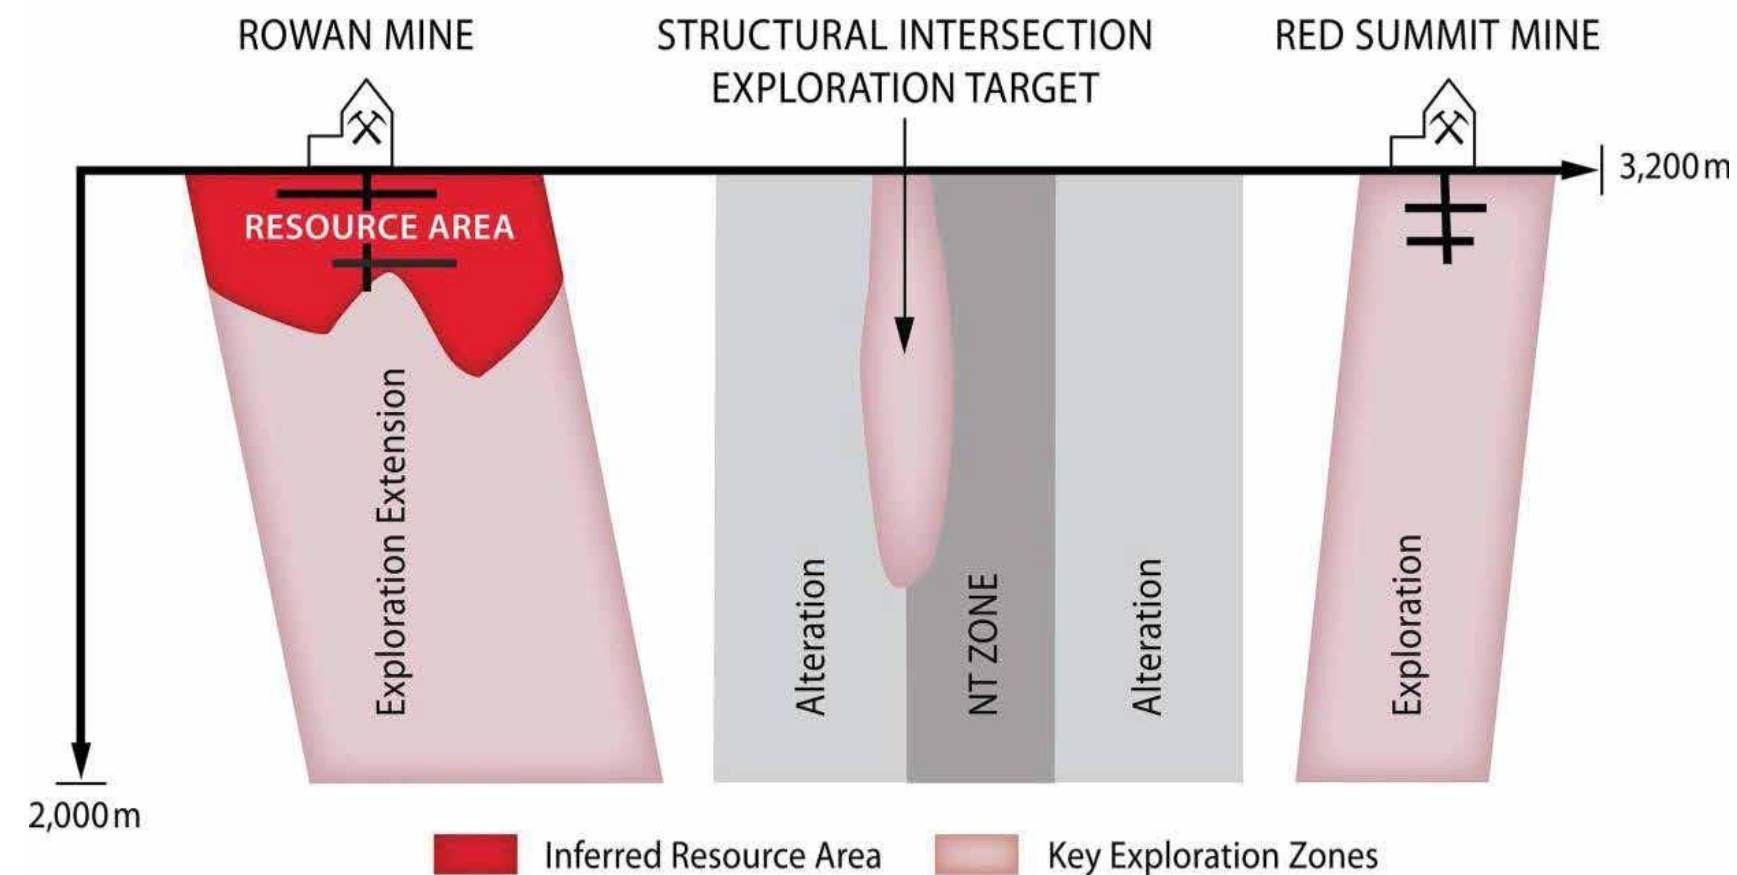 ROWAN MINE
STRUCTURAL INTERSECTION
EXPLORATION TARGET
RED SUMMIT MINE
3,200m
RESOURCE AREA
Exploration Extension
Alteration
NT ZONE
Alteration
Exploration
2,000m
Inferred Resource Area
Key Exploration Zones